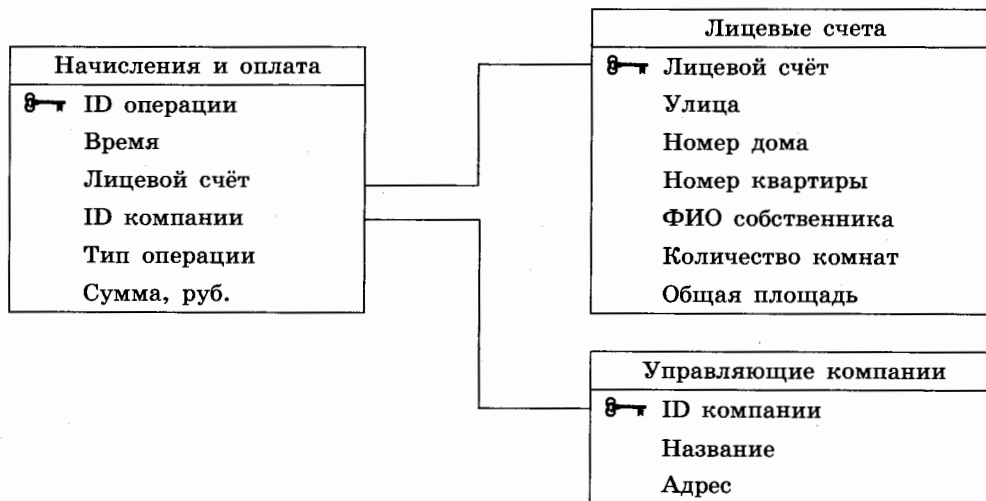 Начисления и оплата
ID операции
Время
Лицевой счёт
ID компании
Тип операции
Сумма, руб.
Лицевые счета
Лицевой счёт
Улица
Номер дома
Номер квартиры
ФИО собственника
Количество комнат
Общая площадь
Управляющие компании
ID компании
Название
Адрес